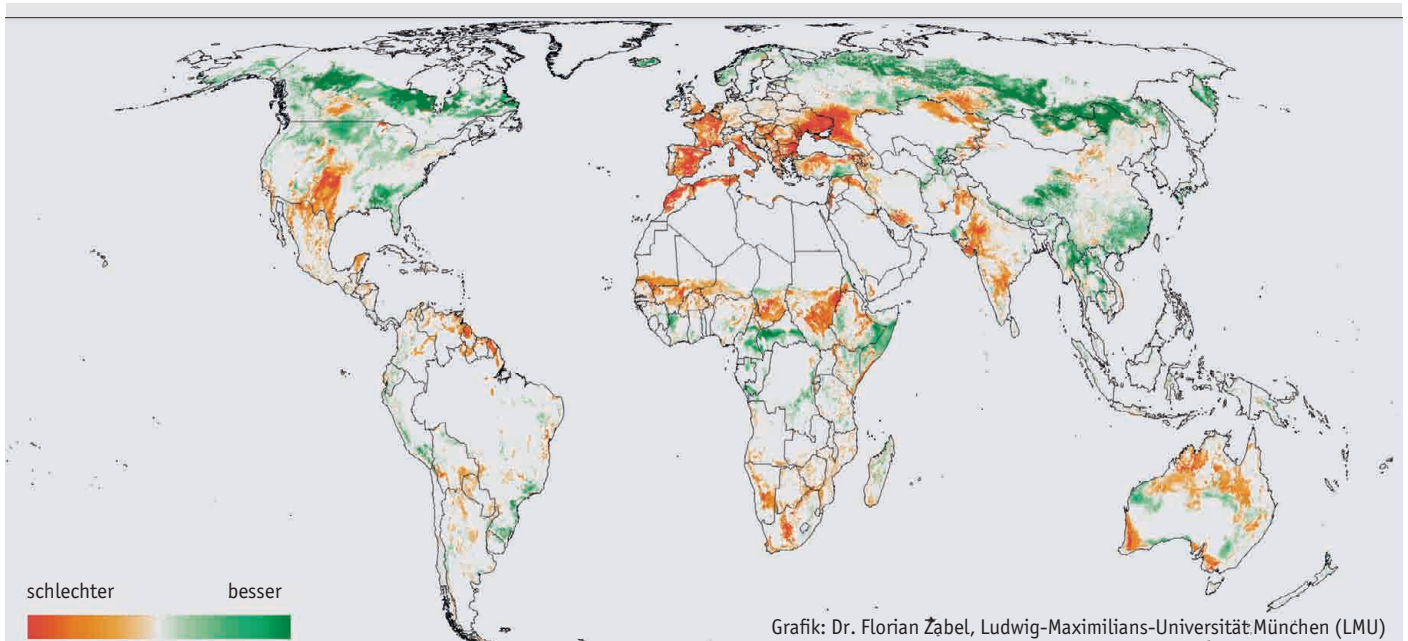 schlechter besser
Grafik: Dr. Florian Zabel, Ludwig-Maximilians-Universität München (LMU)